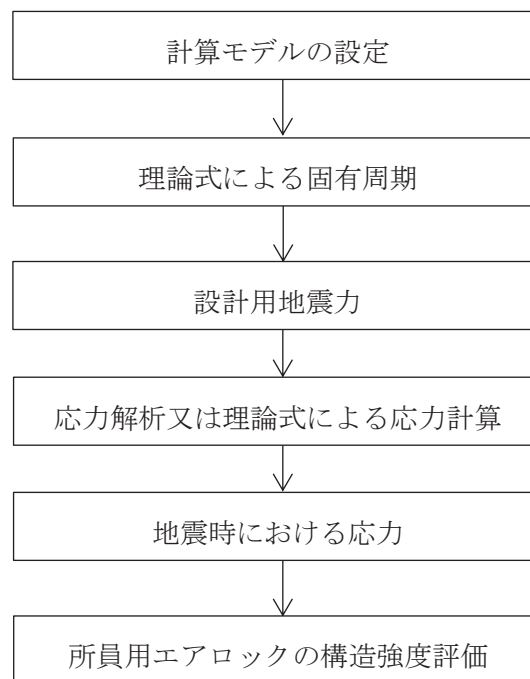 計算モデルの設定
理論式による固有周期
設計用地震力
応力解析又は理論式による応力計算
地震時における応力
所員用エアロックの構造強度評価